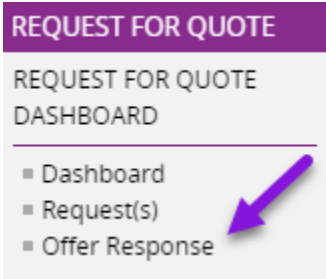 REQUEST FOR QUOTE
REQUEST FOR QUOTE
DASHBOARD
Dashboard
Request(s)
Offer Response